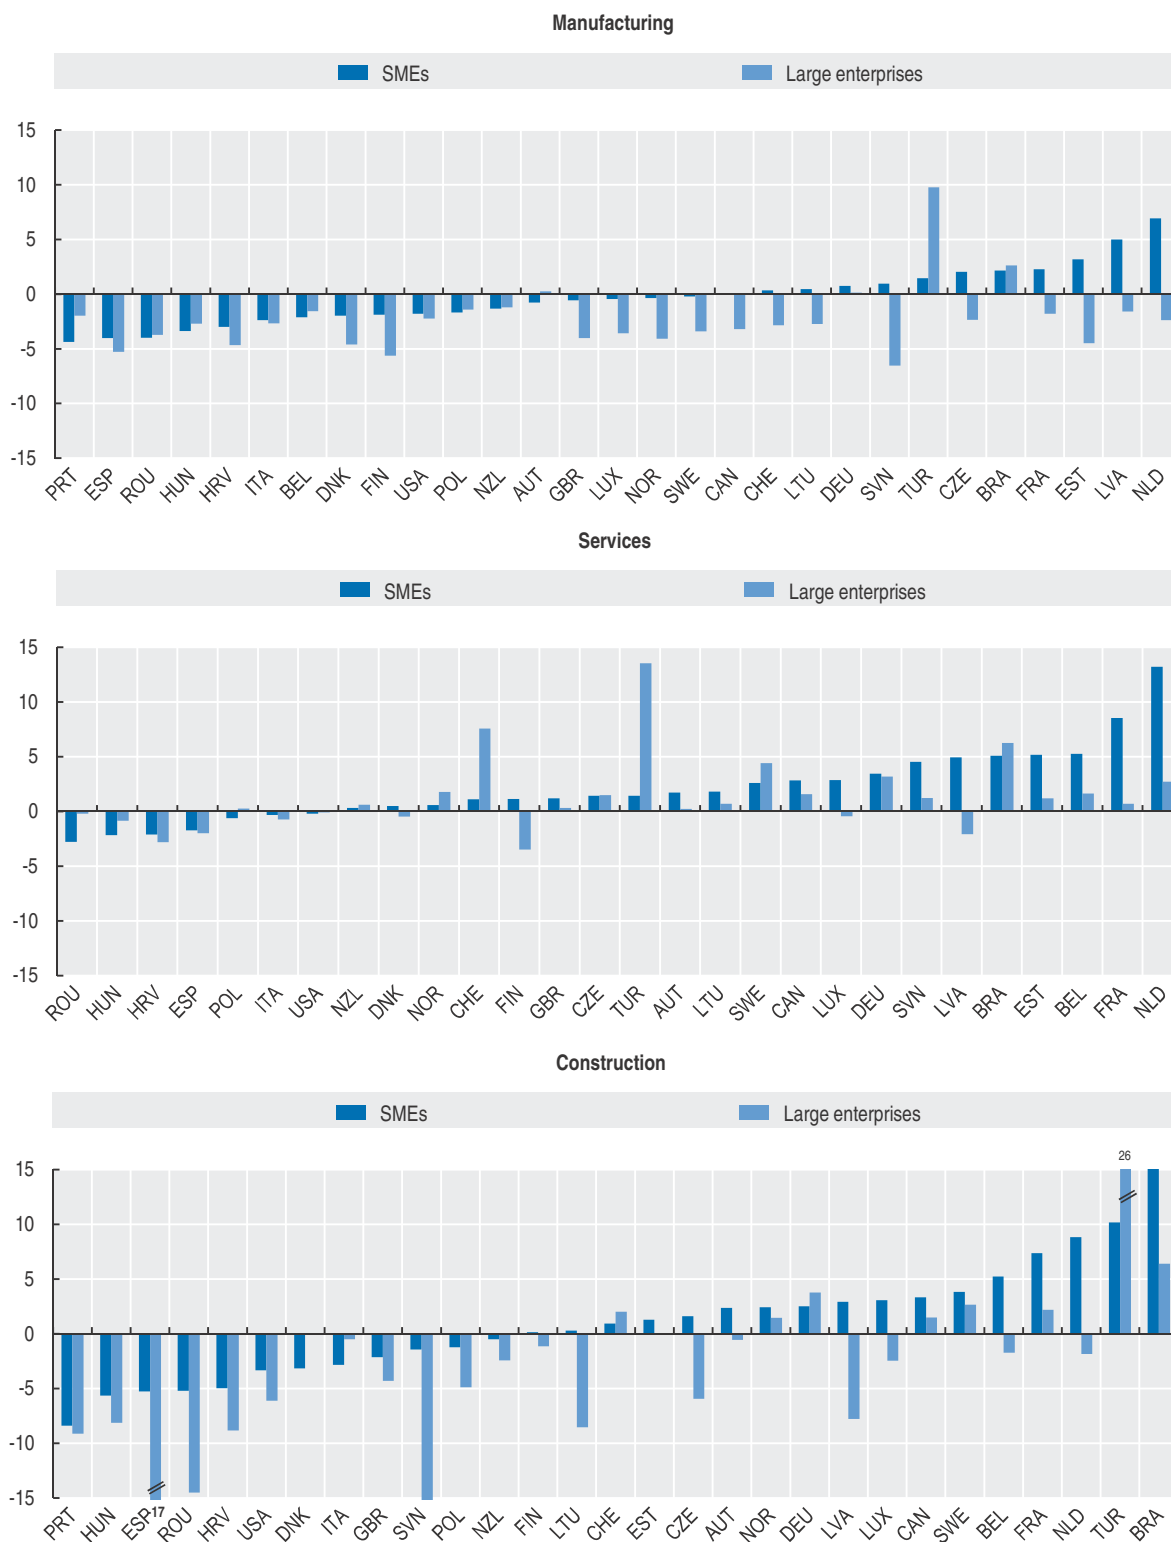 Manufacturing
SMEs Large enterprises
15
10
5
0
-5
-10
-15
PRT ESP ROU HUN HRV ITA BEL DNK FIN USA POL NZL AUT GBR LUX NOR SWE CAN CHE LTU DEU SVN TUR CZE BRA FRA EST LVA NLD
Services
SMEs Large enterprises
15
10
5
0
-5
-10
-15
ROU HUN HRV ESP POL ITA USA NZL DNK NOR CHE FIN GBR CZE TUR AUT LTU SWE CAN LUX DEU SVN LVA BRA EST BEL FRA NLD
Construction
SMEs Large enterprises
26
15
10
5
0
-5
-10
-15
PRT HUN ESP 17 ROU HRV USA DNK ITA GBR SVN POL NZL FIN LTU CHE EST CZE AUT NOR DEU LVA LUX CAN SWE BEL FRA NLD TUR BRA